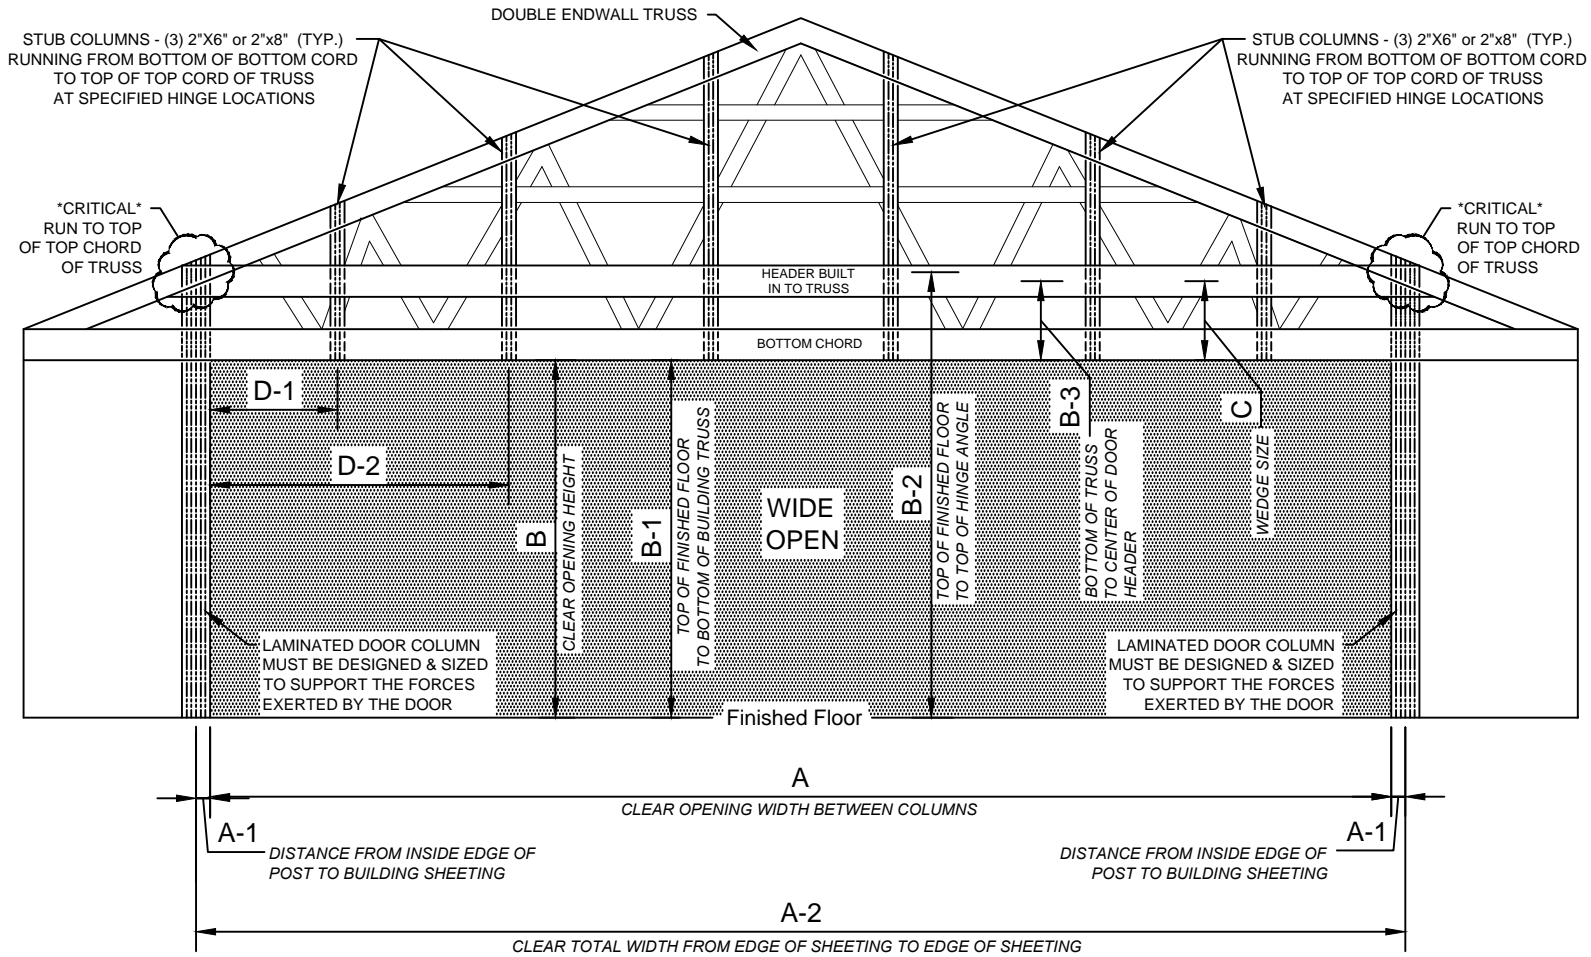 DOUBLE ENDWALL TRUSS
STUB COLUMNS - (3) 2"X6" or 2"x8" (TYP.)
RUNNING FROM BOTTOM OF BOTTOM CORD
TO TOP OF TOP CORD OF TRUSS
AT SPECIFIED HINGE LOCATIONS
STUB COLUMNS - (3) 2"X6" or 2"x8" (TYP.)
RUNNING FROM BOTTOM OF BOTTOM CORD
TO TOP OF TOP CORD OF TRUSS
AT SPECIFIED HINGE LOCATIONS
*CRITICAL*
RUN TO TOP
OF TOP CHORD
OF TRUSS
*CRITICAL*
RUN TO TOP
OF TOP CHORD
OF TRUSS
HEADER BUILT
IN TO TRUSS
BOTTOM CHORD
D-1
D-2
B
CLEAR OPENING HEIGHT
B-1
TOP OF FINISHED FLOOR
TO BOTTOM OF BUILDING TRUSS
WIDE
OPEN
B-2
TOP OF FINISHED FLOOR
TO TOP OF HINGE ANGLE
B-3
BOTTOM OF TRUSS
TO CENTER OF DOOR
HEADER
C
WEDGE SIZE
LAMINATED DOOR COLUMN
MUST BE DESIGNED & SIZED
TO SUPPORT THE FORCES
EXERTED BY THE DOOR
LAMINATED DOOR COLUMN
MUST BE DESIGNED & SIZED
TO SUPPORT THE FORCES
EXERTED BY THE DOOR
Finished Floor
A
CLEAR OPENING WIDTH BETWEEN COLUMNS
A-1
DISTANCE FROM INSIDE EDGE OF
POST TO BUILDING SHEETING
A-1
DISTANCE FROM INSIDE EDGE OF
POST TO BUILDING SHEETING
A-2
CLEAR TOTAL WIDTH FROM EDGE OF SHEETING TO EDGE OF SHEETING